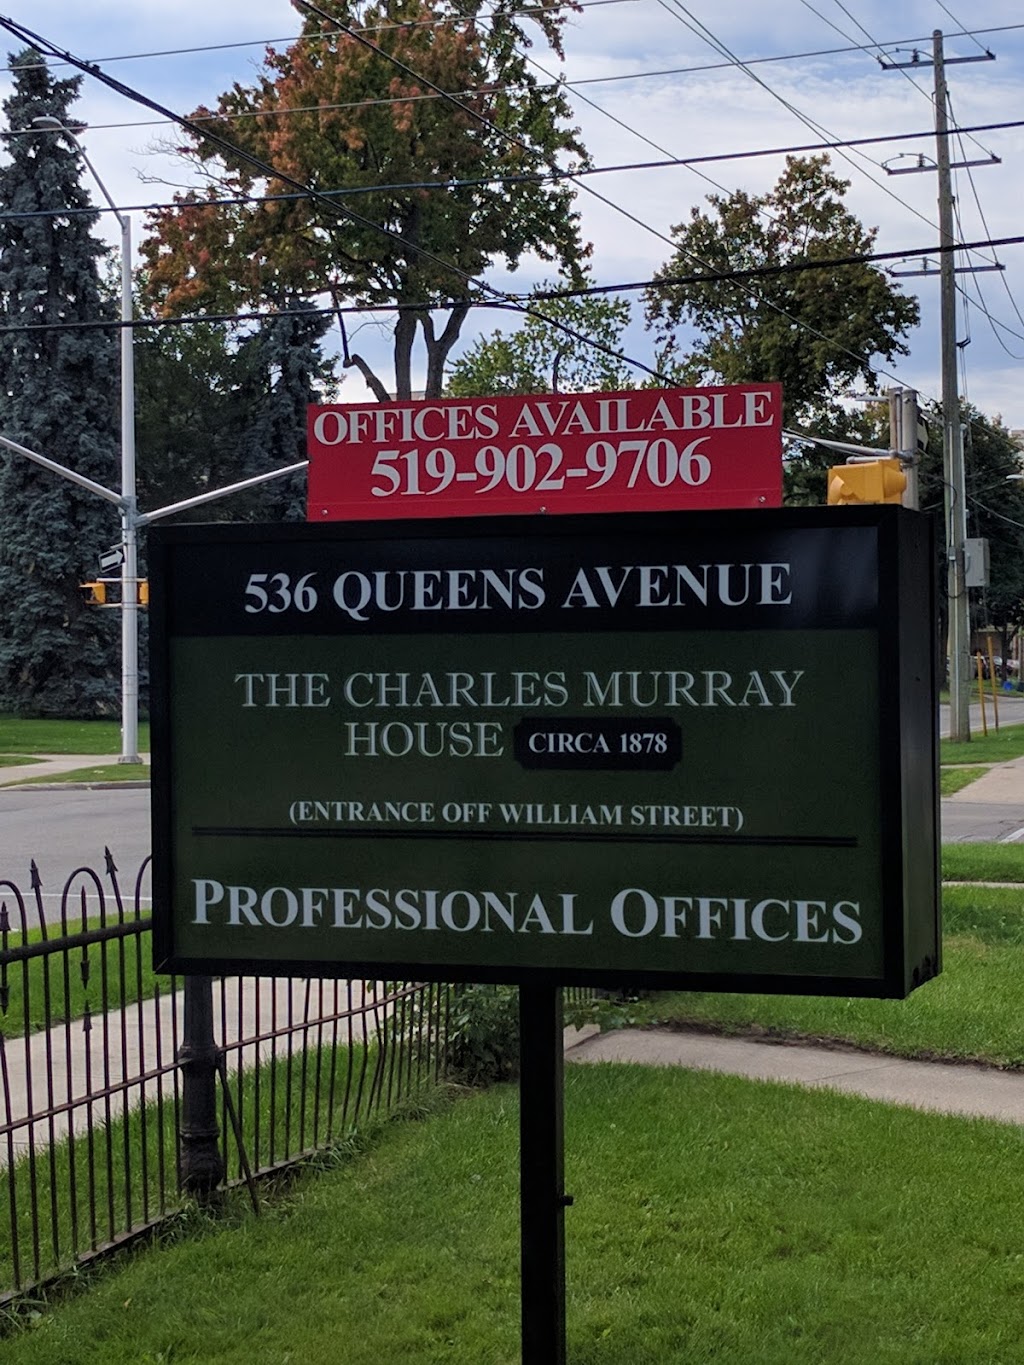 OFFICES AVAILABLE
519-902-9706
536 QUEENS AVENUE
THE CHARLES MURRAY
HOUSE CIRCA 1878
(ENTRANCE OFF WILLIAM STREET)
PROFESSIONAL OFFICES